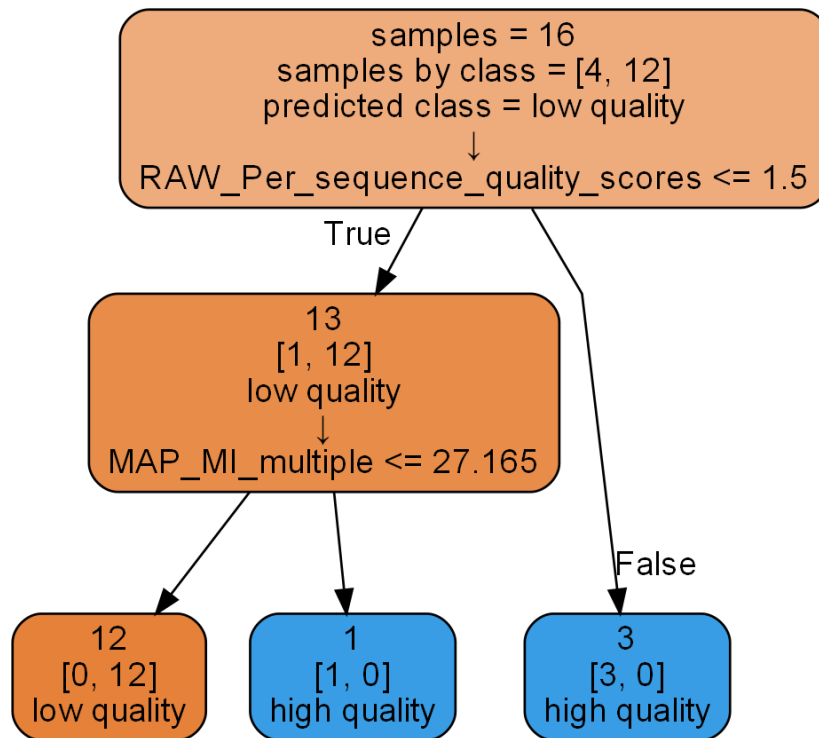 samples = 16
samples by class = [4, 12]
predicted class = low quality
↓
RAW_Per_sequence_quality_scores <= 1.5
True
13
[1, 12]
low quality
↓
MAP_MI_multiple <= 27.165
False
12
[0, 12]
low quality
1
[1, 0]
high quality
3
[3, 0]
high quality